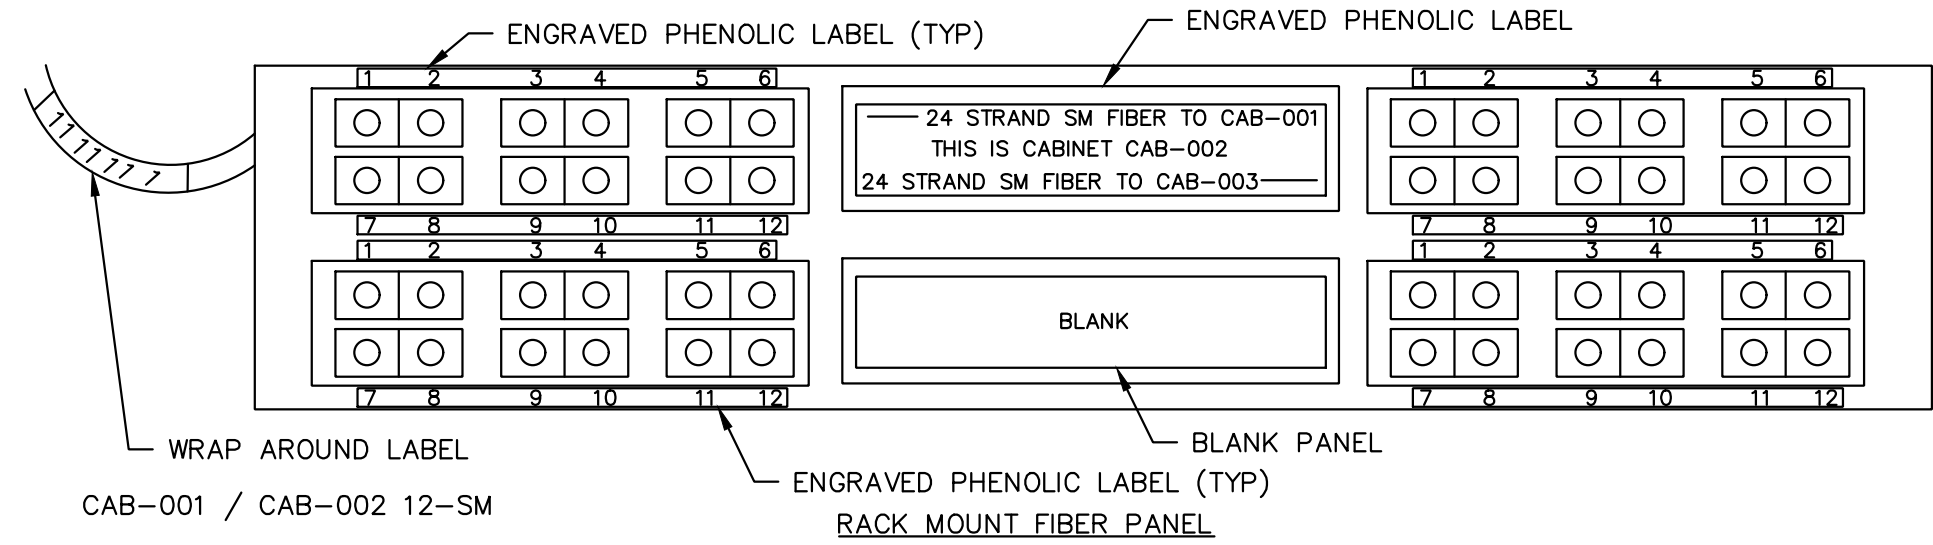 ENGRAVED PHENOLIC LABEL (TYP)
ENGRAVED PHENOLIC LABEL
1 2 3 4 5 6
1 2 3 4 5 6
24 STRAND SM FIBER TO CAB-001
THIS IS CABINET CAB-002
24 STRAND SM FIBER TO CAB-003
1111111
7 8 9 10 11 12
7 8 9 10 11 12
1 2 3 4 5 6
1 2 3 4 5 6
BLANK
7 8 9 10 11 12
7 8 9 10 11 12
WRAP AROUND LABEL
BLANK PANEL
ENGRAVED PHENOLIC LABEL (TYP)
CAB-001 / CAB-002 12-SM
RACK MOUNT FIBER PANEL